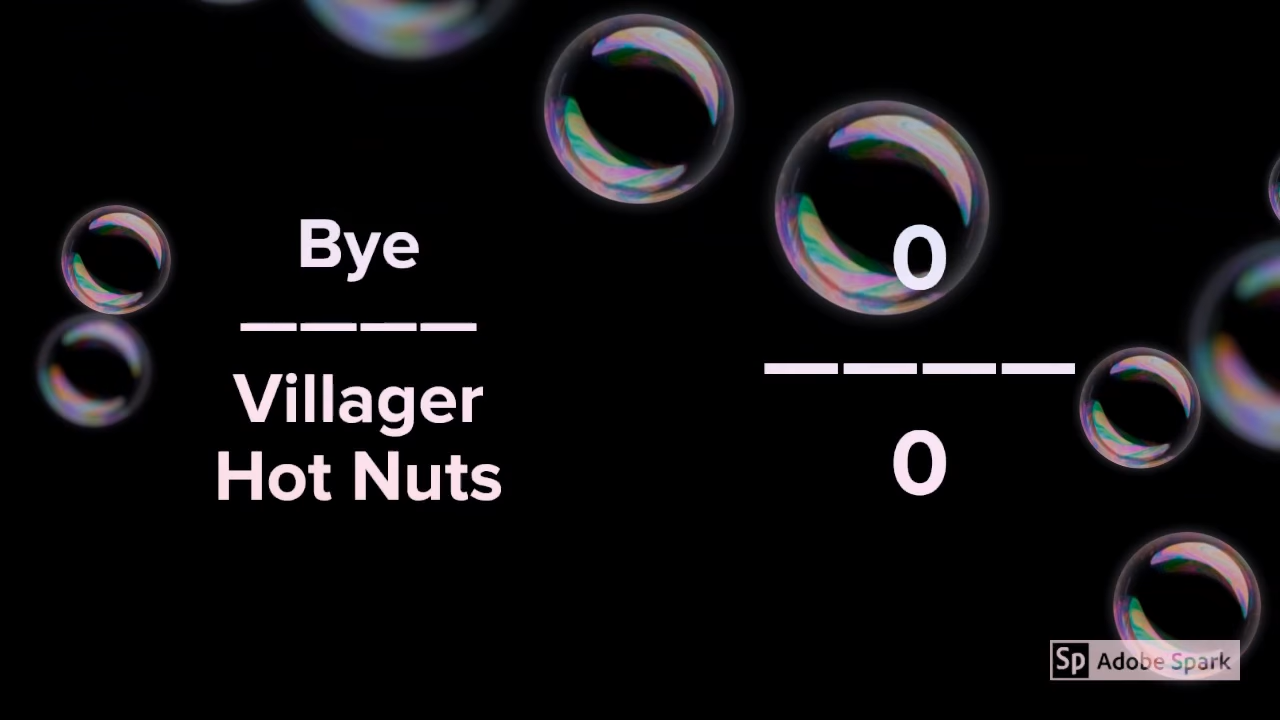 Bye
————
Villager
Hot Nuts
0
————
0
Sp Adobe Spark